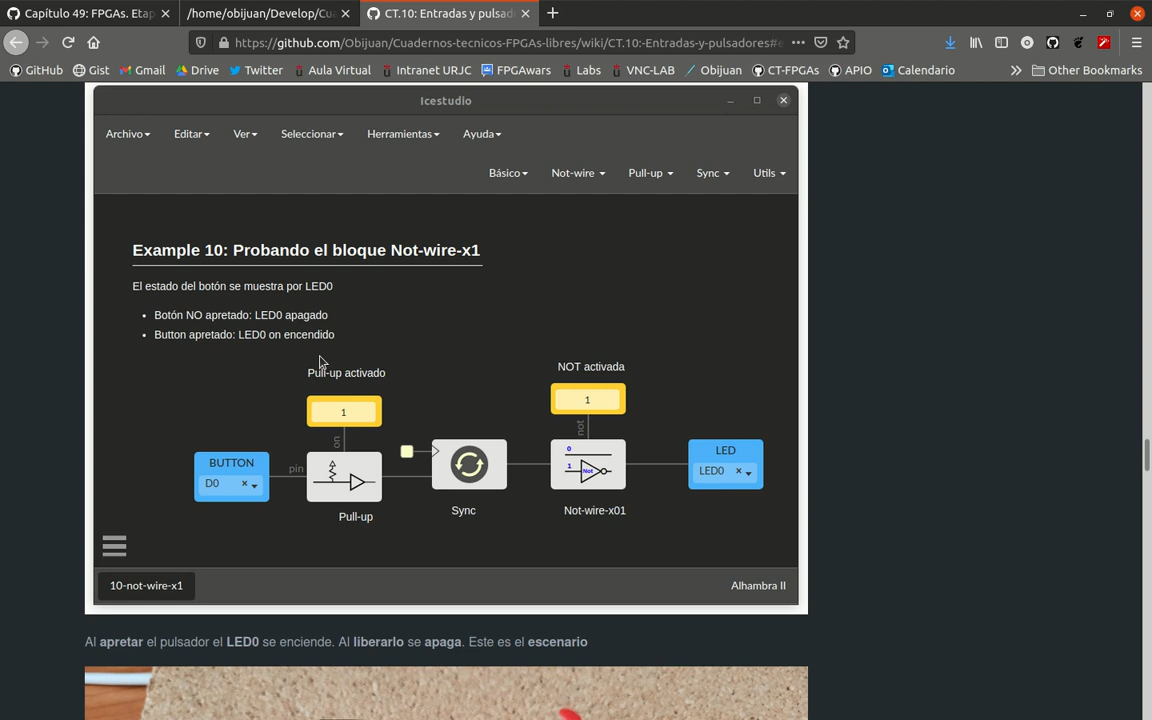 Capítulo 49: FPGAs. Etap
/home/obijuan/Develop/Cua
CT.10: Entradas y pulsad
https://github.com/Obijuan/Cuadernos-tecnicos-FPGAs-libres/wiki/CT.10:-Entradas-y-pulsadores#e
GitHub Gist Gmail Drive Twitter Aula Virtual Intranet URJC FPGAwars Labs VNC-LAB Obijuan CT-FPGAs APIO Calendario Other Bookmarks
Icestudio
Archivo Editar Ver Seleccionar Herramientas Ayuda
Básico Not-wire Pull-up Sync Utils
Example 10: Probando el bloque Not-wire-x1
El estado del botón se muestra por LED0
• Botón NO apretado: LED0 apagado
• Button apretado: LED0 on encendido
Pull-up activado
NOT activada
1
1
on
not
BUTTON
D0
pin
0
1
Not
LED
LED0
Pull-up
Sync
Not-wire-x01
10-not-wire-x1
Alhambra II
Al apretar el pulsador el LED0 se enciende. Al liberarlo se apaga. Este es el escenario